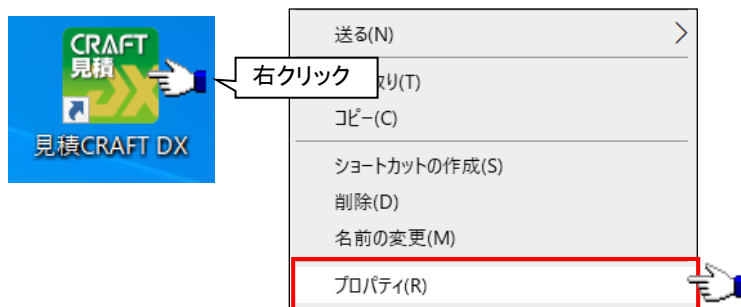 CRAFT
見積
DX
見積CRAFT DX
右クリック
送る(N)
取り(T)
コピー(C)
ショートカットの作成(S)
削除(D)
名前の変更(M)
プロパティ(R)